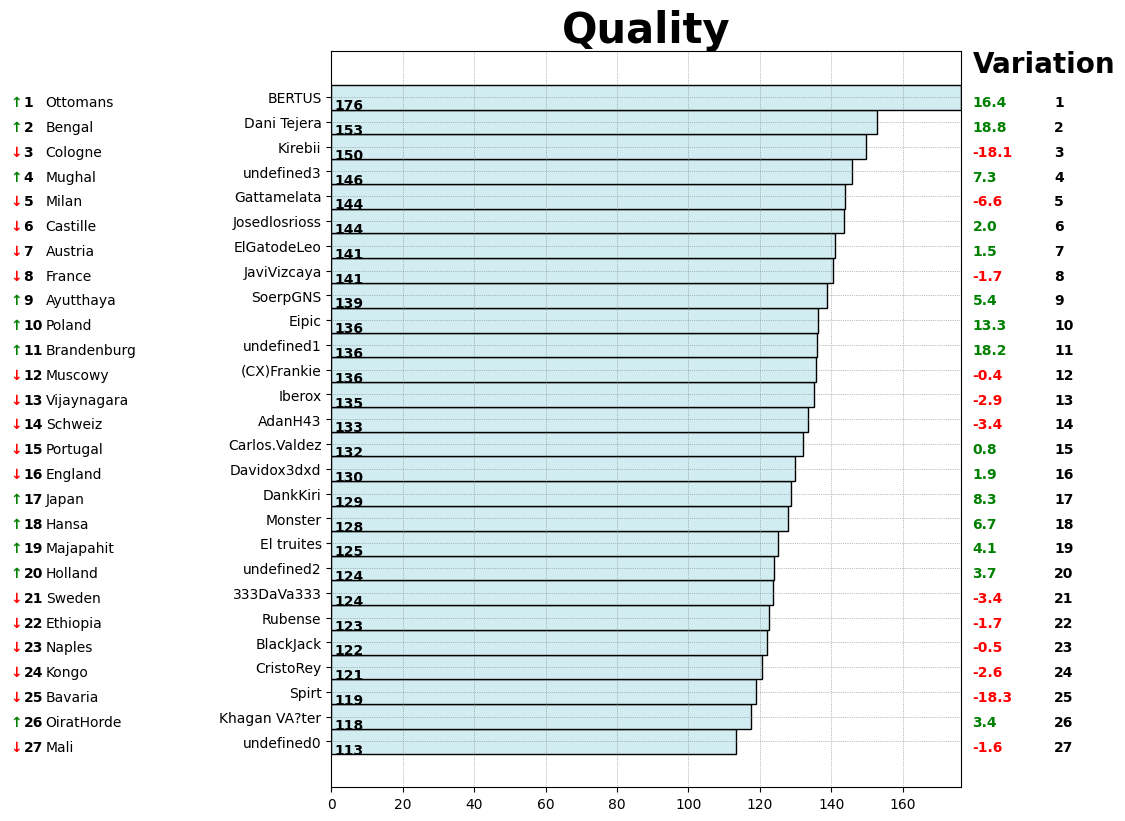 Quality
Variation
↑ 1 Ottomans BERTUS 176 16.4 1
↑ 2 Bengal Dani Tejera 153 18.8 2
↓ 3 Cologne Kirebii 150 -18.1 3
↑ 4 Mughal undefined3 146 7.3 4
↓ 5 Milan Gattamelata 144 -6.6 5
↓ 6 Castille Josedlosrioss 144 2.0 6
↓ 7 Austria ElGatodeLeo 141 1.5 7
↓ 8 France JaviVizcaya 141 -1.7 8
↑ 9 Ayutthaya SoerpGNS 139 5.4 9
↑ 10 Poland Eipic 136 13.3 10
↑ 11 Brandenburg undefined1 136 18.2 11
↓ 12 Muscowy (CX)Frankie 136 -0.4 12
↓ 13 Vijaynagara Iberox 135 -2.9 13
↓ 14 Schweiz AdanH43 133 -3.4 14
↓ 15 Portugal Carlos.Valdez 132 0.8 15
↓ 16 England Davidox3dxd 130 1.9 16
↑ 17 Japan DankKiri 129 8.3 17
↑ 18 Hansa Monster 128 6.7 18
↑ 19 Majapahit El truites 125 4.1 19
↑ 20 Holland undefined2 124 3.7 20
↓ 21 Sweden 333DaVa333 124 -3.4 21
↓ 22 Ethiopia Rubense 123 -1.7 22
↓ 23 Naples BlackJack 122 -0.5 23
↓ 24 Kongo CristoRey 121 -2.6 24
↓ 25 Bavaria Spirt 119 -18.3 25
↑ 26 OiratHorde Khagan VA?ter 118 3.4 26
↓ 27 Mali undefined0 113 -1.6 27
0 20 40 60 80 100 120 140 160